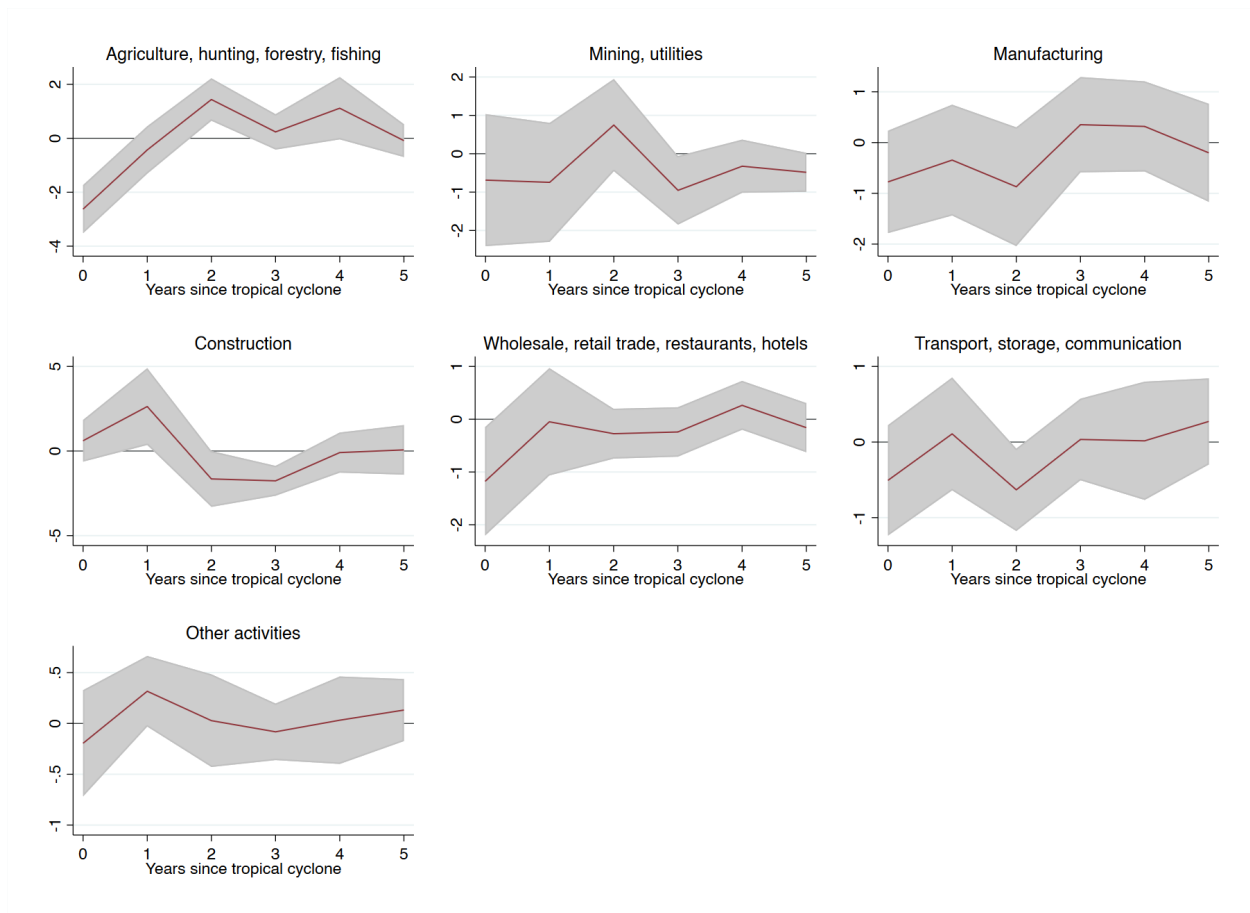 Agriculture, hunting, forestry, fishing
2
0
-2
-4
0 1 2 3 4 5
Years since tropical cyclone
Mining, utilities
2
1
0
-1
-2
0 1 2 3 4 5
Years since tropical cyclone
Manufacturing
1
0
-1
-2
0 1 2 3 4 5
Years since tropical cyclone
Construction
5
0
-5
0 1 2 3 4 5
Years since tropical cyclone
Wholesale, retail trade, restaurants, hotels
1
0
-1
-2
0 1 2 3 4 5
Years since tropical cyclone
Transport, storage, communication
1
0
-1
0 1 2 3 4 5
Years since tropical cyclone
Other activities
.5
0
-.5
-1
0 1 2 3 4 5
Years since tropical cyclone